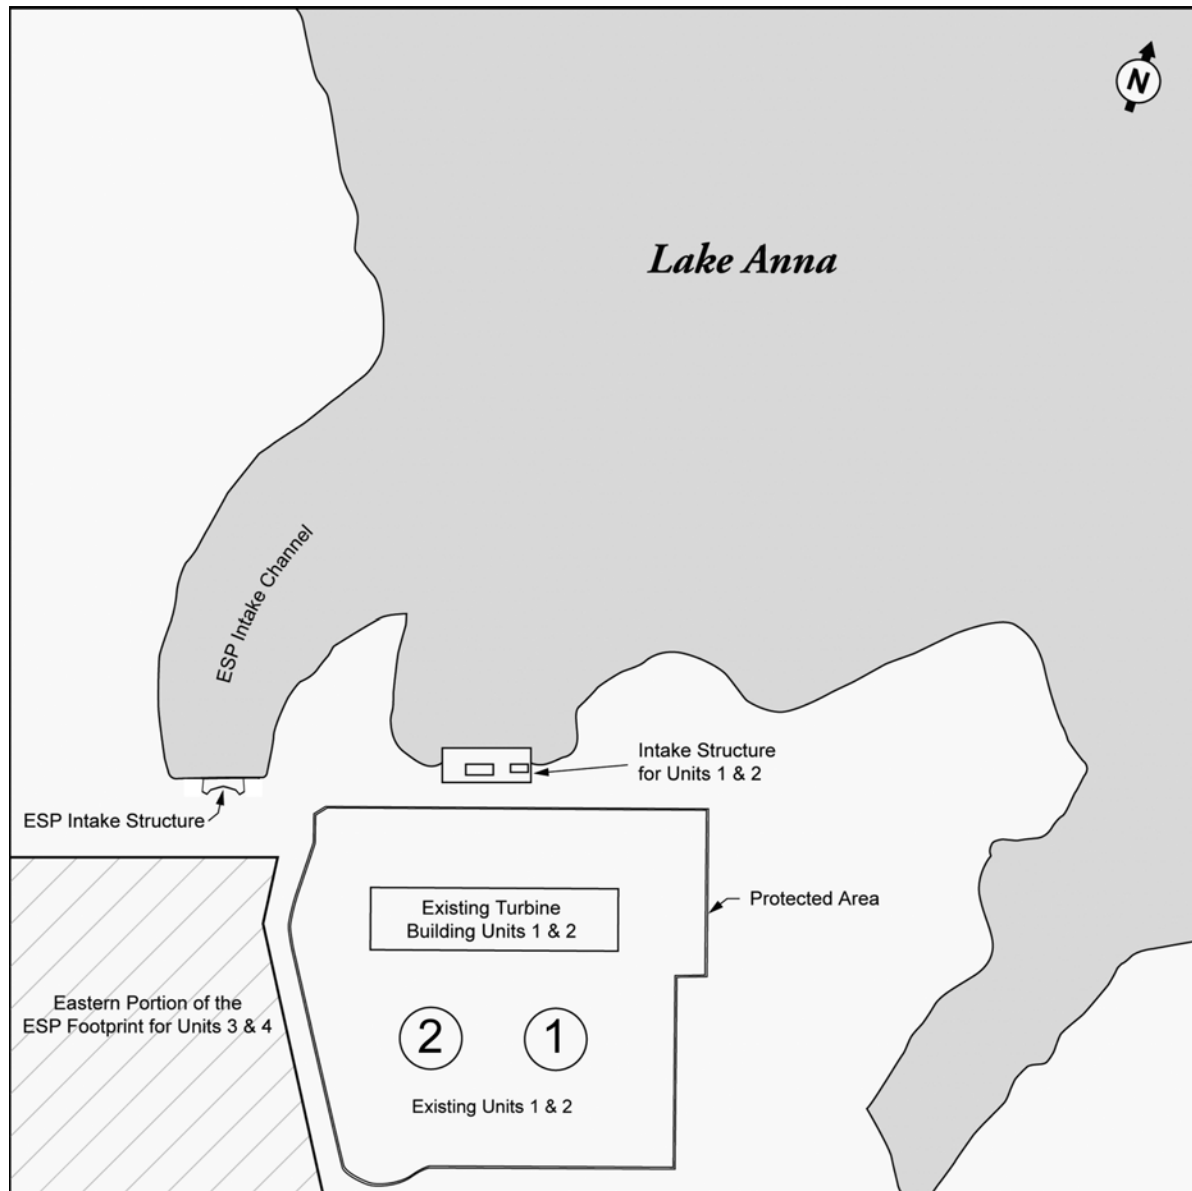 N
Lake Anna
ESP Intake Channel
Intake Structure
for Units 1 & 2
ESP Intake Structure
Existing Turbine
Building Units 1 & 2
Protected Area
Eastern Portion of the
ESP Footprint for Units 3 & 4
2
1
Existing Units 1 & 2